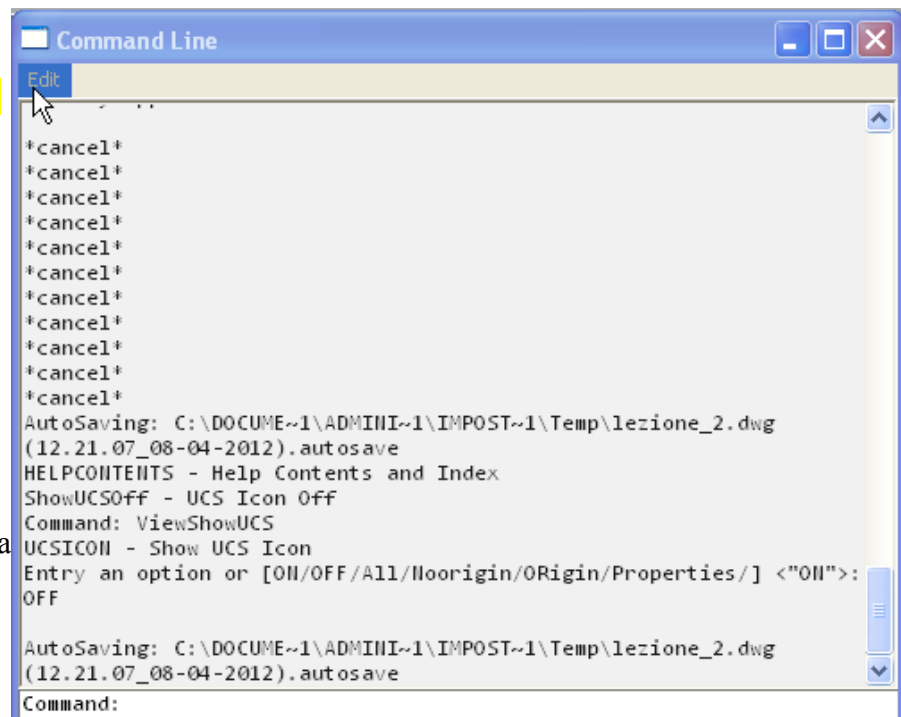 Command Line
Edit
*cancel*
*cancel*
*cancel*
*cancel*
*cancel*
*cancel*
*cancel*
*cancel*
*cancel*
*cancel*
*cancel*
AutoSaving: C:\DOCUME~1\ADMINI~1\IMPOST~1\Temp\lezione_2.dwg
(12.21.07_08-04-2012).autosave
HELPCONTENTS - Help Contents and Index
ShowUCSOff - UCS Icon Off
Command: ViewShowUCS
a
UCSICON - Show UCS Icon
Entry an option or [ON/OFF/All/Noorigin/ORigin/Properties/] <"ON">:
OFF
AutoSaving: C:\DOCUME~1\ADMINI~1\IMPOST~1\Temp\lezione_2.dwg
(12.21.07_08-04-2012).autosave
Command: